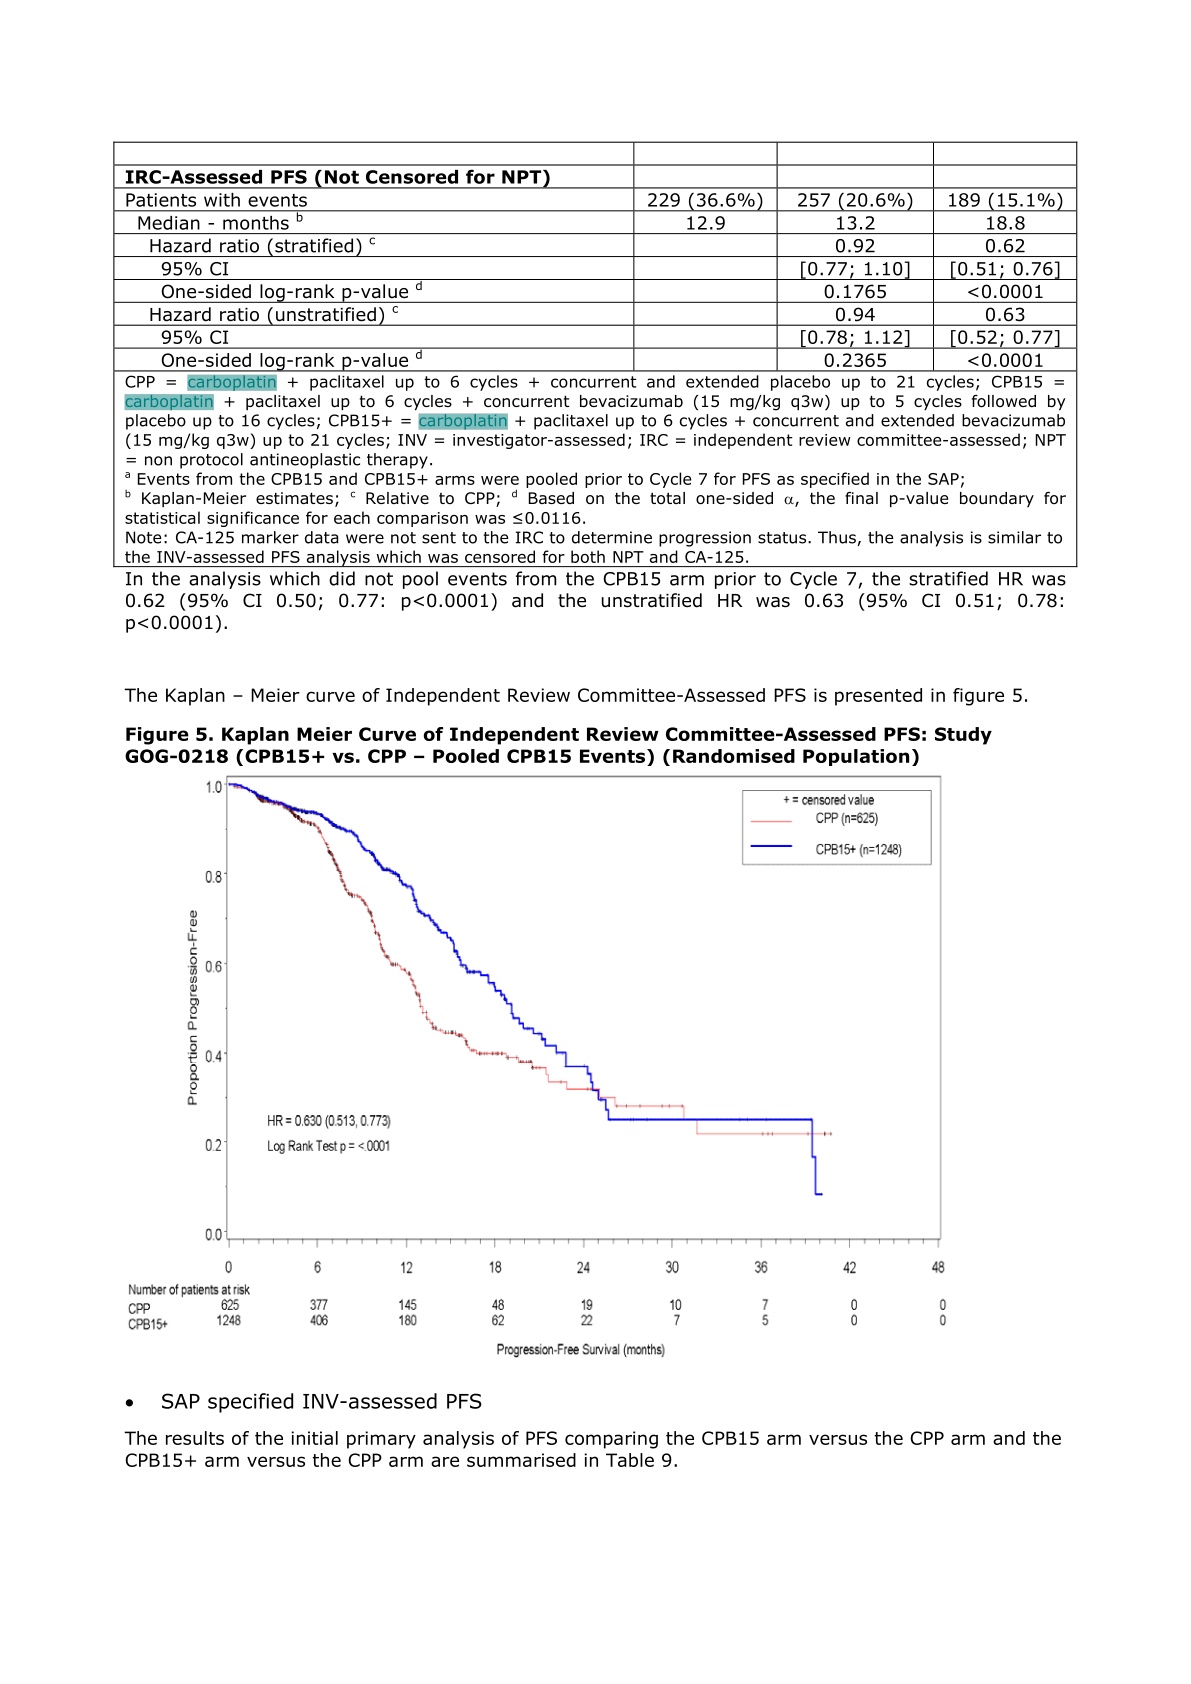 IRC-Assessed PFS (Not Censored for NPT)
Patients with events 229 (36.6%) 257 (20.6%) 189 (15.1%)
Median - months b 12.9 13.2 18.8
Hazard ratio (stratified) c 0.92 0.62
95% CI [0.77; 1.10] [0.51; 0.76]
One-sided log-rank p-value d 0.1765 <0.0001
Hazard ratio (unstratified) c 0.94 0.63
95% CI [0.78; 1.12] [0.52; 0.77]
One-sided log-rank p-value d 0.2365 <0.0001
CPP = carboplatin + paclitaxel up to 6 cycles + concurrent and extended placebo up to 21 cycles; CPB15 =
carboplatin + paclitaxel up to 6 cycles + concurrent bevacizumab (15 mg/kg q3w) up to 5 cycles followed by
placebo up to 16 cycles; CPB15+ = carboplatin + paclitaxel up to 6 cycles + concurrent and extended bevacizumab
(15 mg/kg q3w) up to 21 cycles; INV = investigator-assessed; IRC = independent review committee-assessed; NPT
= non protocol antineoplastic therapy.
a Events from the CPB15 and CPB15+ arms were pooled prior to Cycle 7 for PFS as specified in the SAP;
b Kaplan-Meier estimates; c Relative to CPP; d Based on the total one-sided α, the final p-value boundary for
statistical significance for each comparison was ≤0.0116.
Note: CA-125 marker data were not sent to the IRC to determine progression status. Thus, the analysis is similar to
the INV-assessed PFS analysis which was censored for both NPT and CA-125.
In the analysis which did not pool events from the CPB15 arm prior to Cycle 7, the stratified HR was
0.62 (95% CI 0.50; 0.77: p<0.0001) and the unstratified HR was 0.63 (95% CI 0.51; 0.78:
p<0.0001).
The Kaplan – Meier curve of Independent Review Committee-Assessed PFS is presented in figure 5.
Figure 5. Kaplan Meier Curve of Independent Review Committee-Assessed PFS: Study
GOG-0218 (CPB15+ vs. CPP – Pooled CPB15 Events) (Randomised Population)
+ = censored value
CPP (n=625)
CPB15+ (n=1248)
Proportion Progression-Free
1.0
0.8
0.6
0.4
0.2
0.0
HR = 0.630 (0.513, 0.773)
Log Rank Test p = <.0001
0 6 12 18 24 30 36 42 48
Number of patients at risk
CPP 625 377 145 48 19 10 7 0 0
CPB15+ 1248 406 180 62 22 7 5 0 0
Progression-Free Survival (months)
• SAP specified INV-assessed PFS
The results of the initial primary analysis of PFS comparing the CPB15 arm versus the CPP arm and the
CPB15+ arm versus the CPP arm are summarised in Table 9.